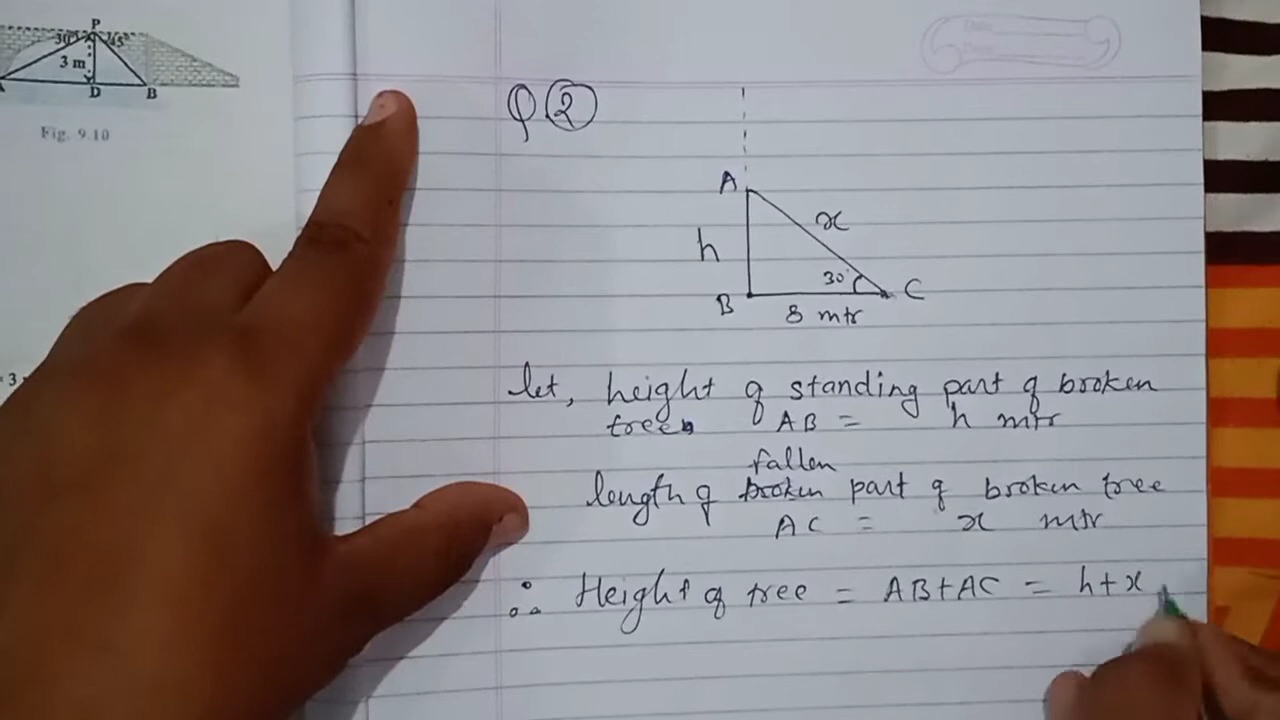 P
30° 45°
3 m
A D B
Fig. 9.10
= 3
Q 2
A
x
h
30°
B C
8 mtr
let, height of standing part of broken
tree AB = h mtr
fallen
length of broken part of broken tree
AC = x mtr
∴ Height of tree = AB+AC = h+x